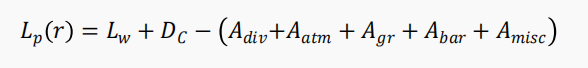 L_p(r) = L_w + D_C − (A_div+A_atm + A_gr + A_bar + A_misc)